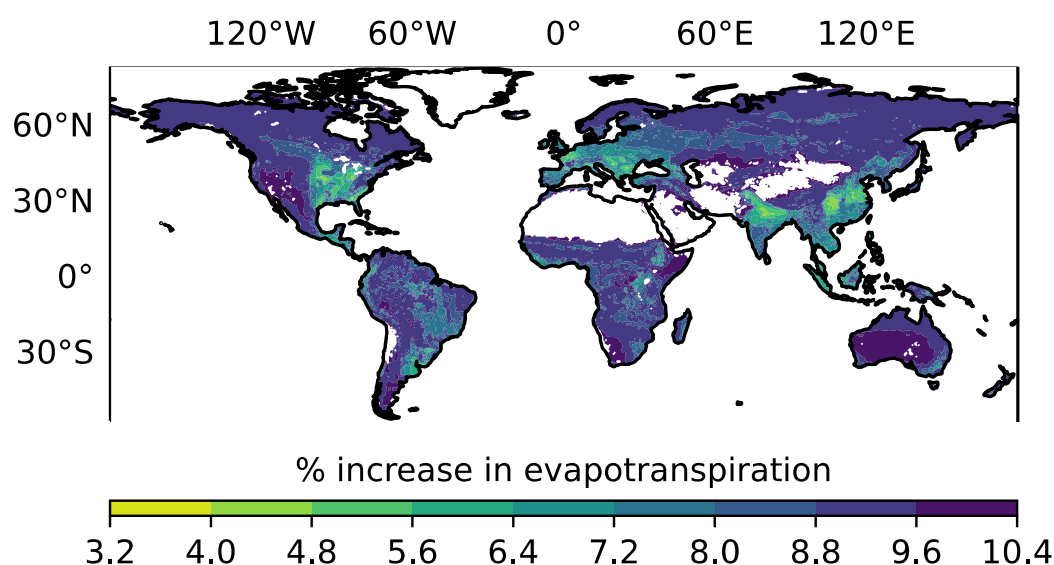 120°W 60°W 0° 60°E 120°E
60°N
30°N
0°
30°S
% increase in evapotranspiration
3.2 4.0 4.8 5.6 6.4 7.2 8.0 8.8 9.6 10.4